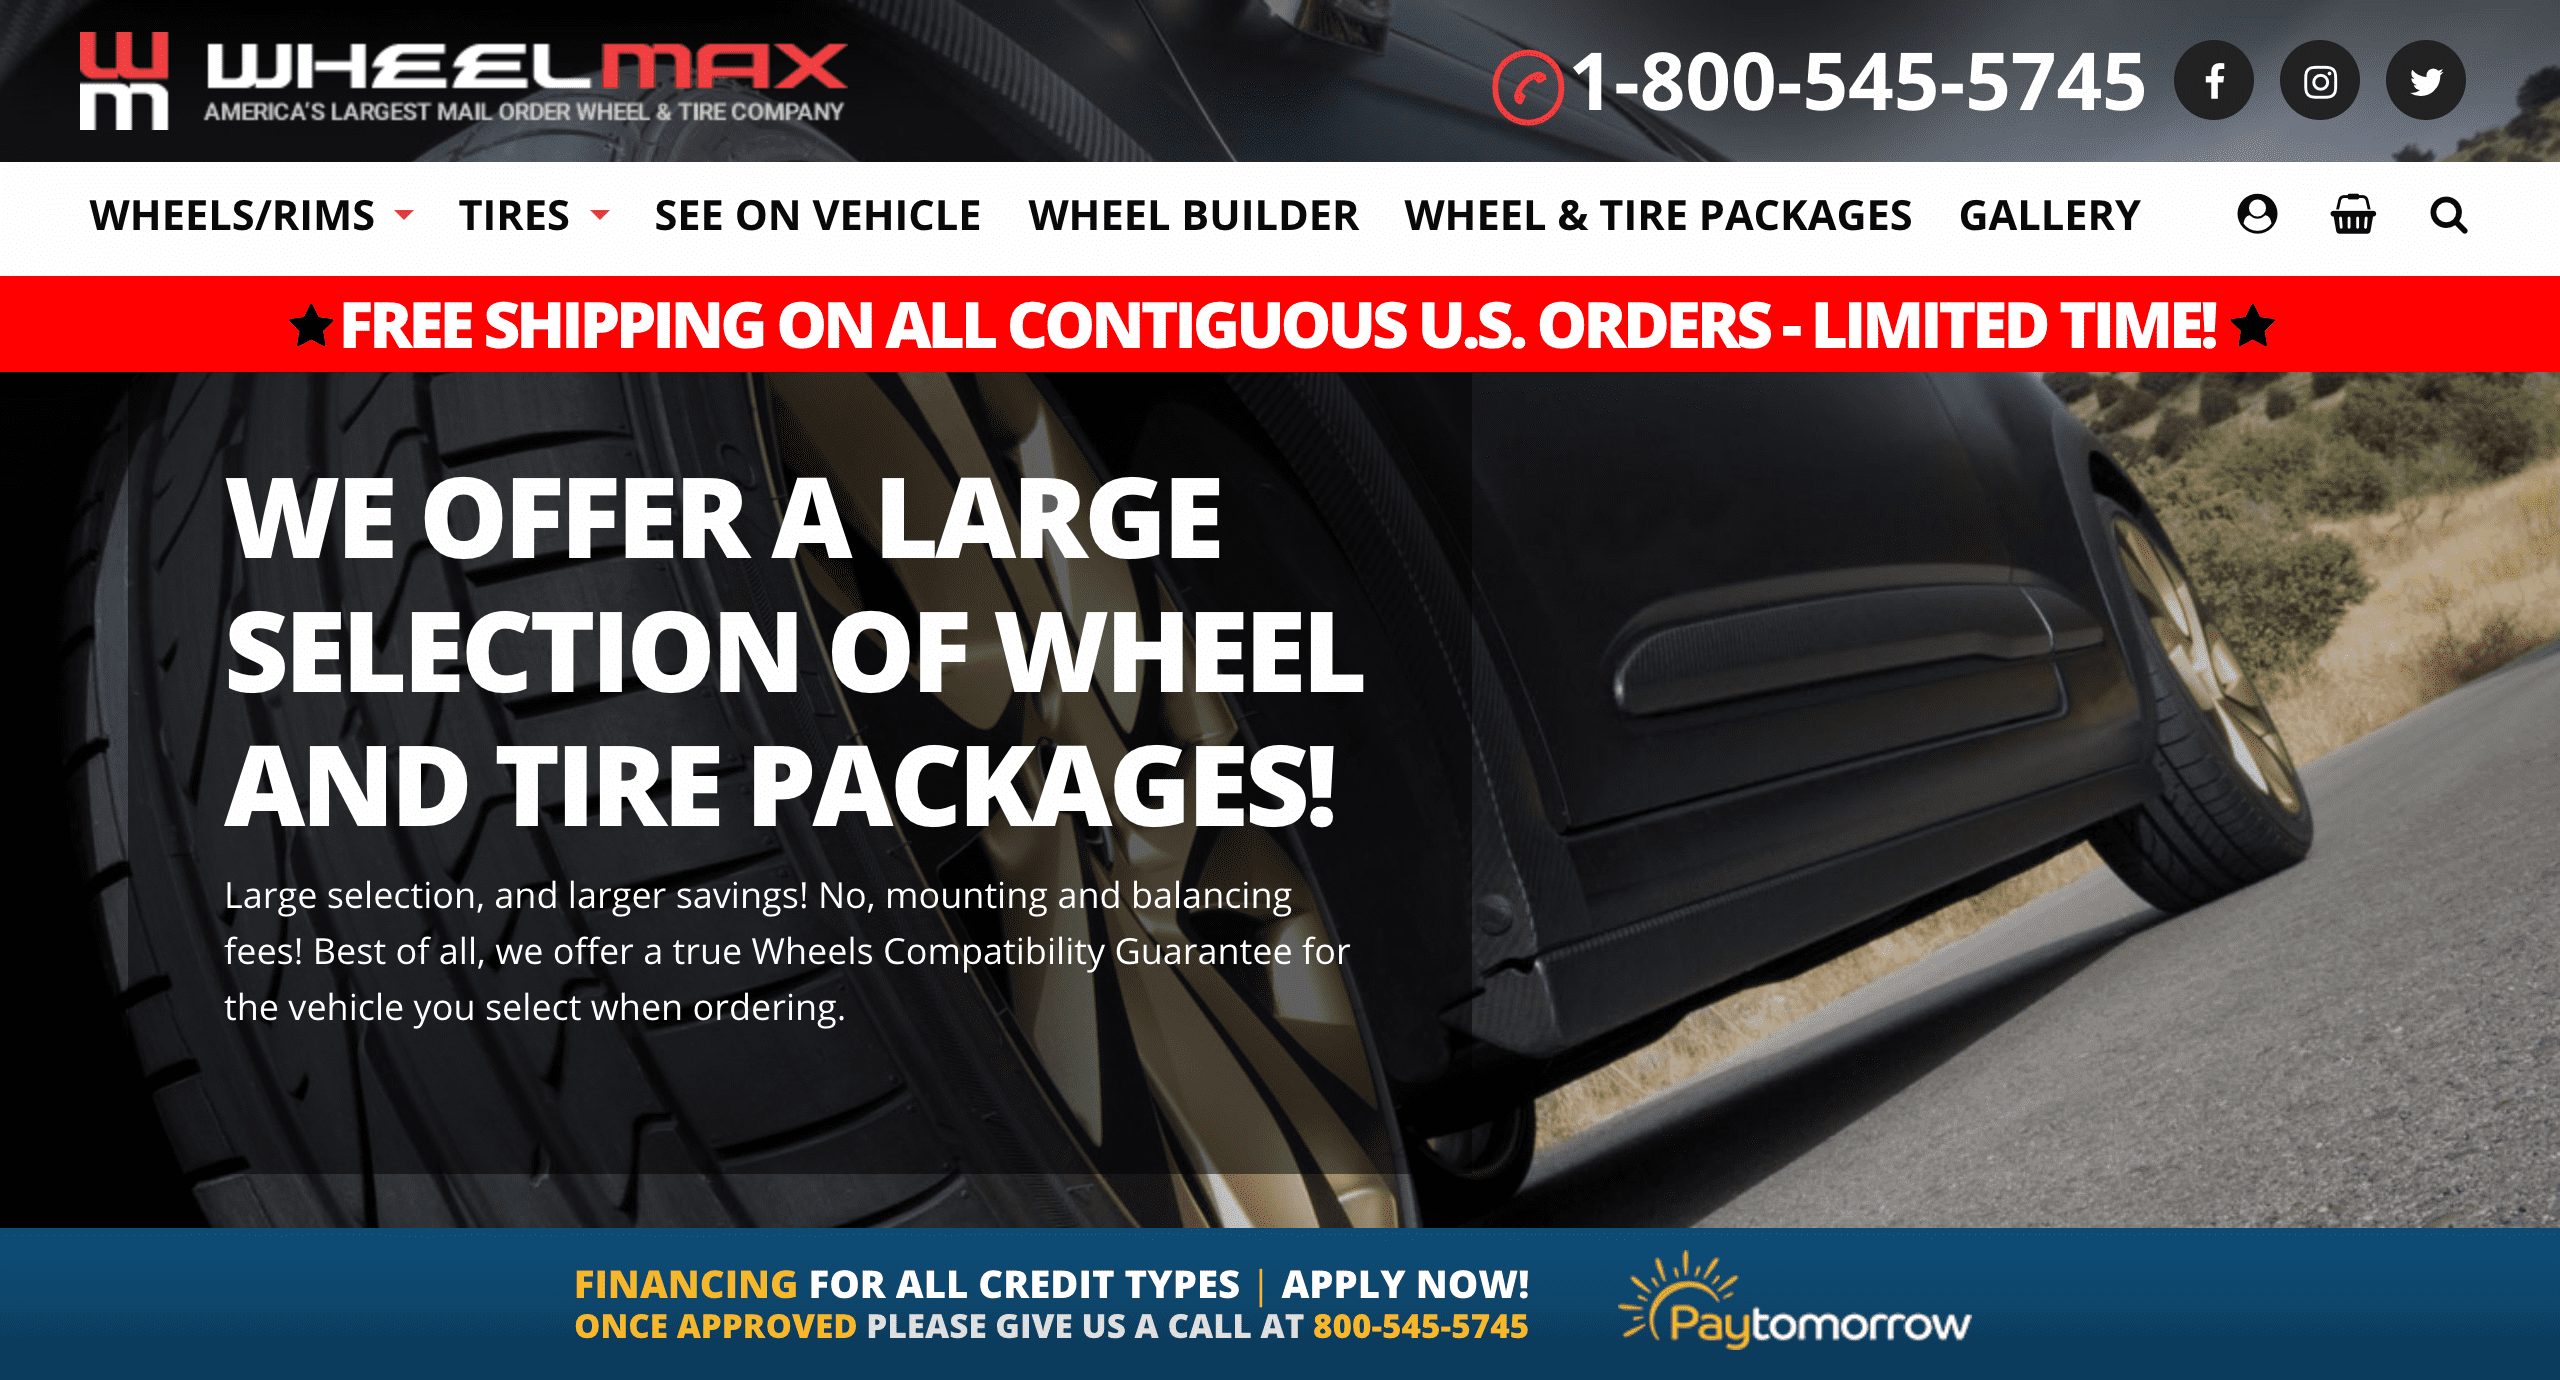 WM WHEELMAX
AMERICA'S LARGEST MAIL ORDER WHEEL & TIRE COMPANY
1-800-545-5745
WHEELS/RIMS TIRES SEE ON VEHICLE WHEEL BUILDER WHEEL & TIRE PACKAGES GALLERY
FREE SHIPPING ON ALL CONTIGUOUS U.S. ORDERS - LIMITED TIME!
WE OFFER A LARGE
SELECTION OF WHEEL
AND TIRE PACKAGES!
Large selection, and larger savings! No, mounting and balancing
fees! Best of all, we offer a true Wheels Compatibility Guarantee for
the vehicle you select when ordering.
FINANCING FOR ALL CREDIT TYPES | APPLY NOW!
ONCE APPROVED PLEASE GIVE US A CALL AT 800-545-5745
Paytomorrow